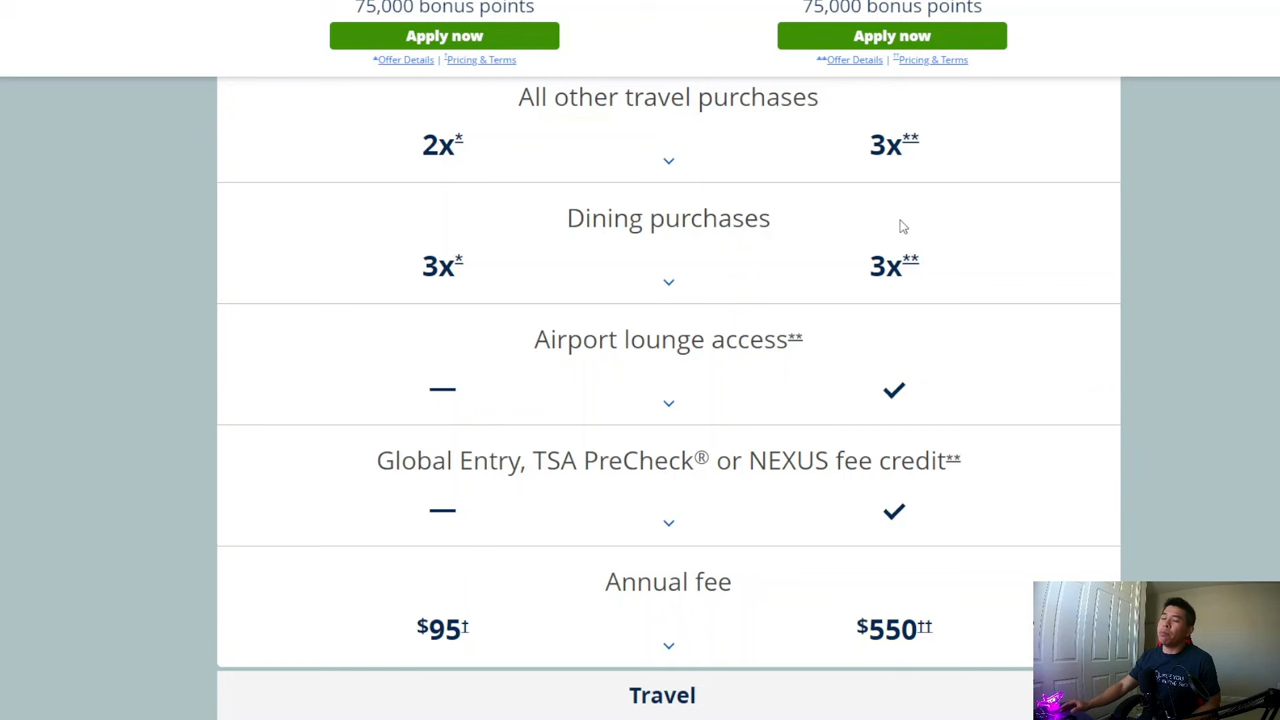 75,000 bonus points 75,000 bonus points
Apply now Apply now
*Offer Details | †Pricing & Terms **Offer Details | ††Pricing & Terms
All other travel purchases
2x* 3x**
Dining purchases
3x* 3x**
Airport lounge access**
— ✓
Global Entry, TSA PreCheck® or NEXUS fee credit**
— ✓
Annual fee
$95† $550††
Travel